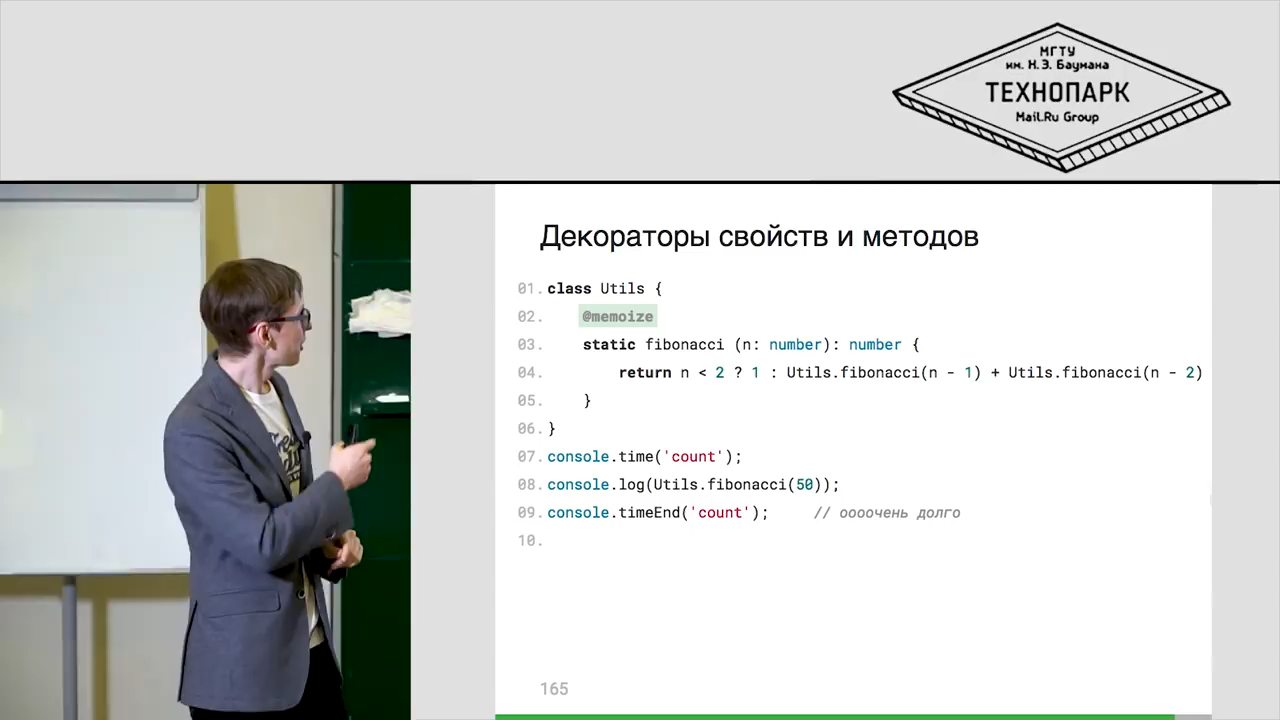 МГТУ
им. Н.Э. Баумана
ТЕХНОПАРК
Mail.Ru Group
Декораторы свойств и методов
01. class Utils {
02. @memoize
03. static fibonacci (n: number): number {
04. return n < 2 ? 1 : Utils.fibonacci(n - 1) + Utils.fibonacci(n - 2)
05. }
06. }
07. console.time('count');
08. console.log(Utils.fibonacci(50));
09. console.timeEnd('count'); // оооочень долго
10.
165